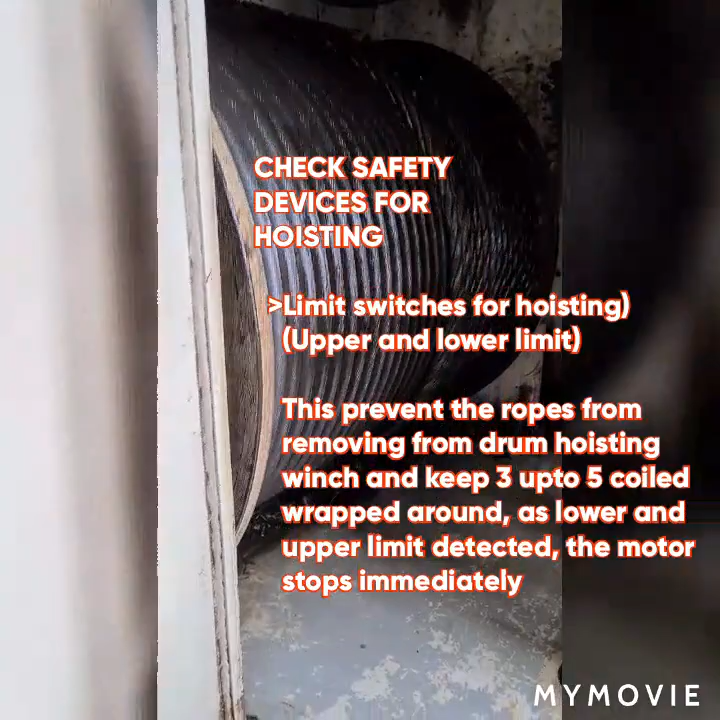 CHECK SAFETY
DEVICES FOR
HOISTING
>Limit switches for hoisting)
(Upper and lower limit)
This prevent the ropes from
removing from drum hoisting
winch and keep 3 upto 5 coiled
wrapped around, as lower and
upper limit detected, the motor
stops immediately
MYMOVIE